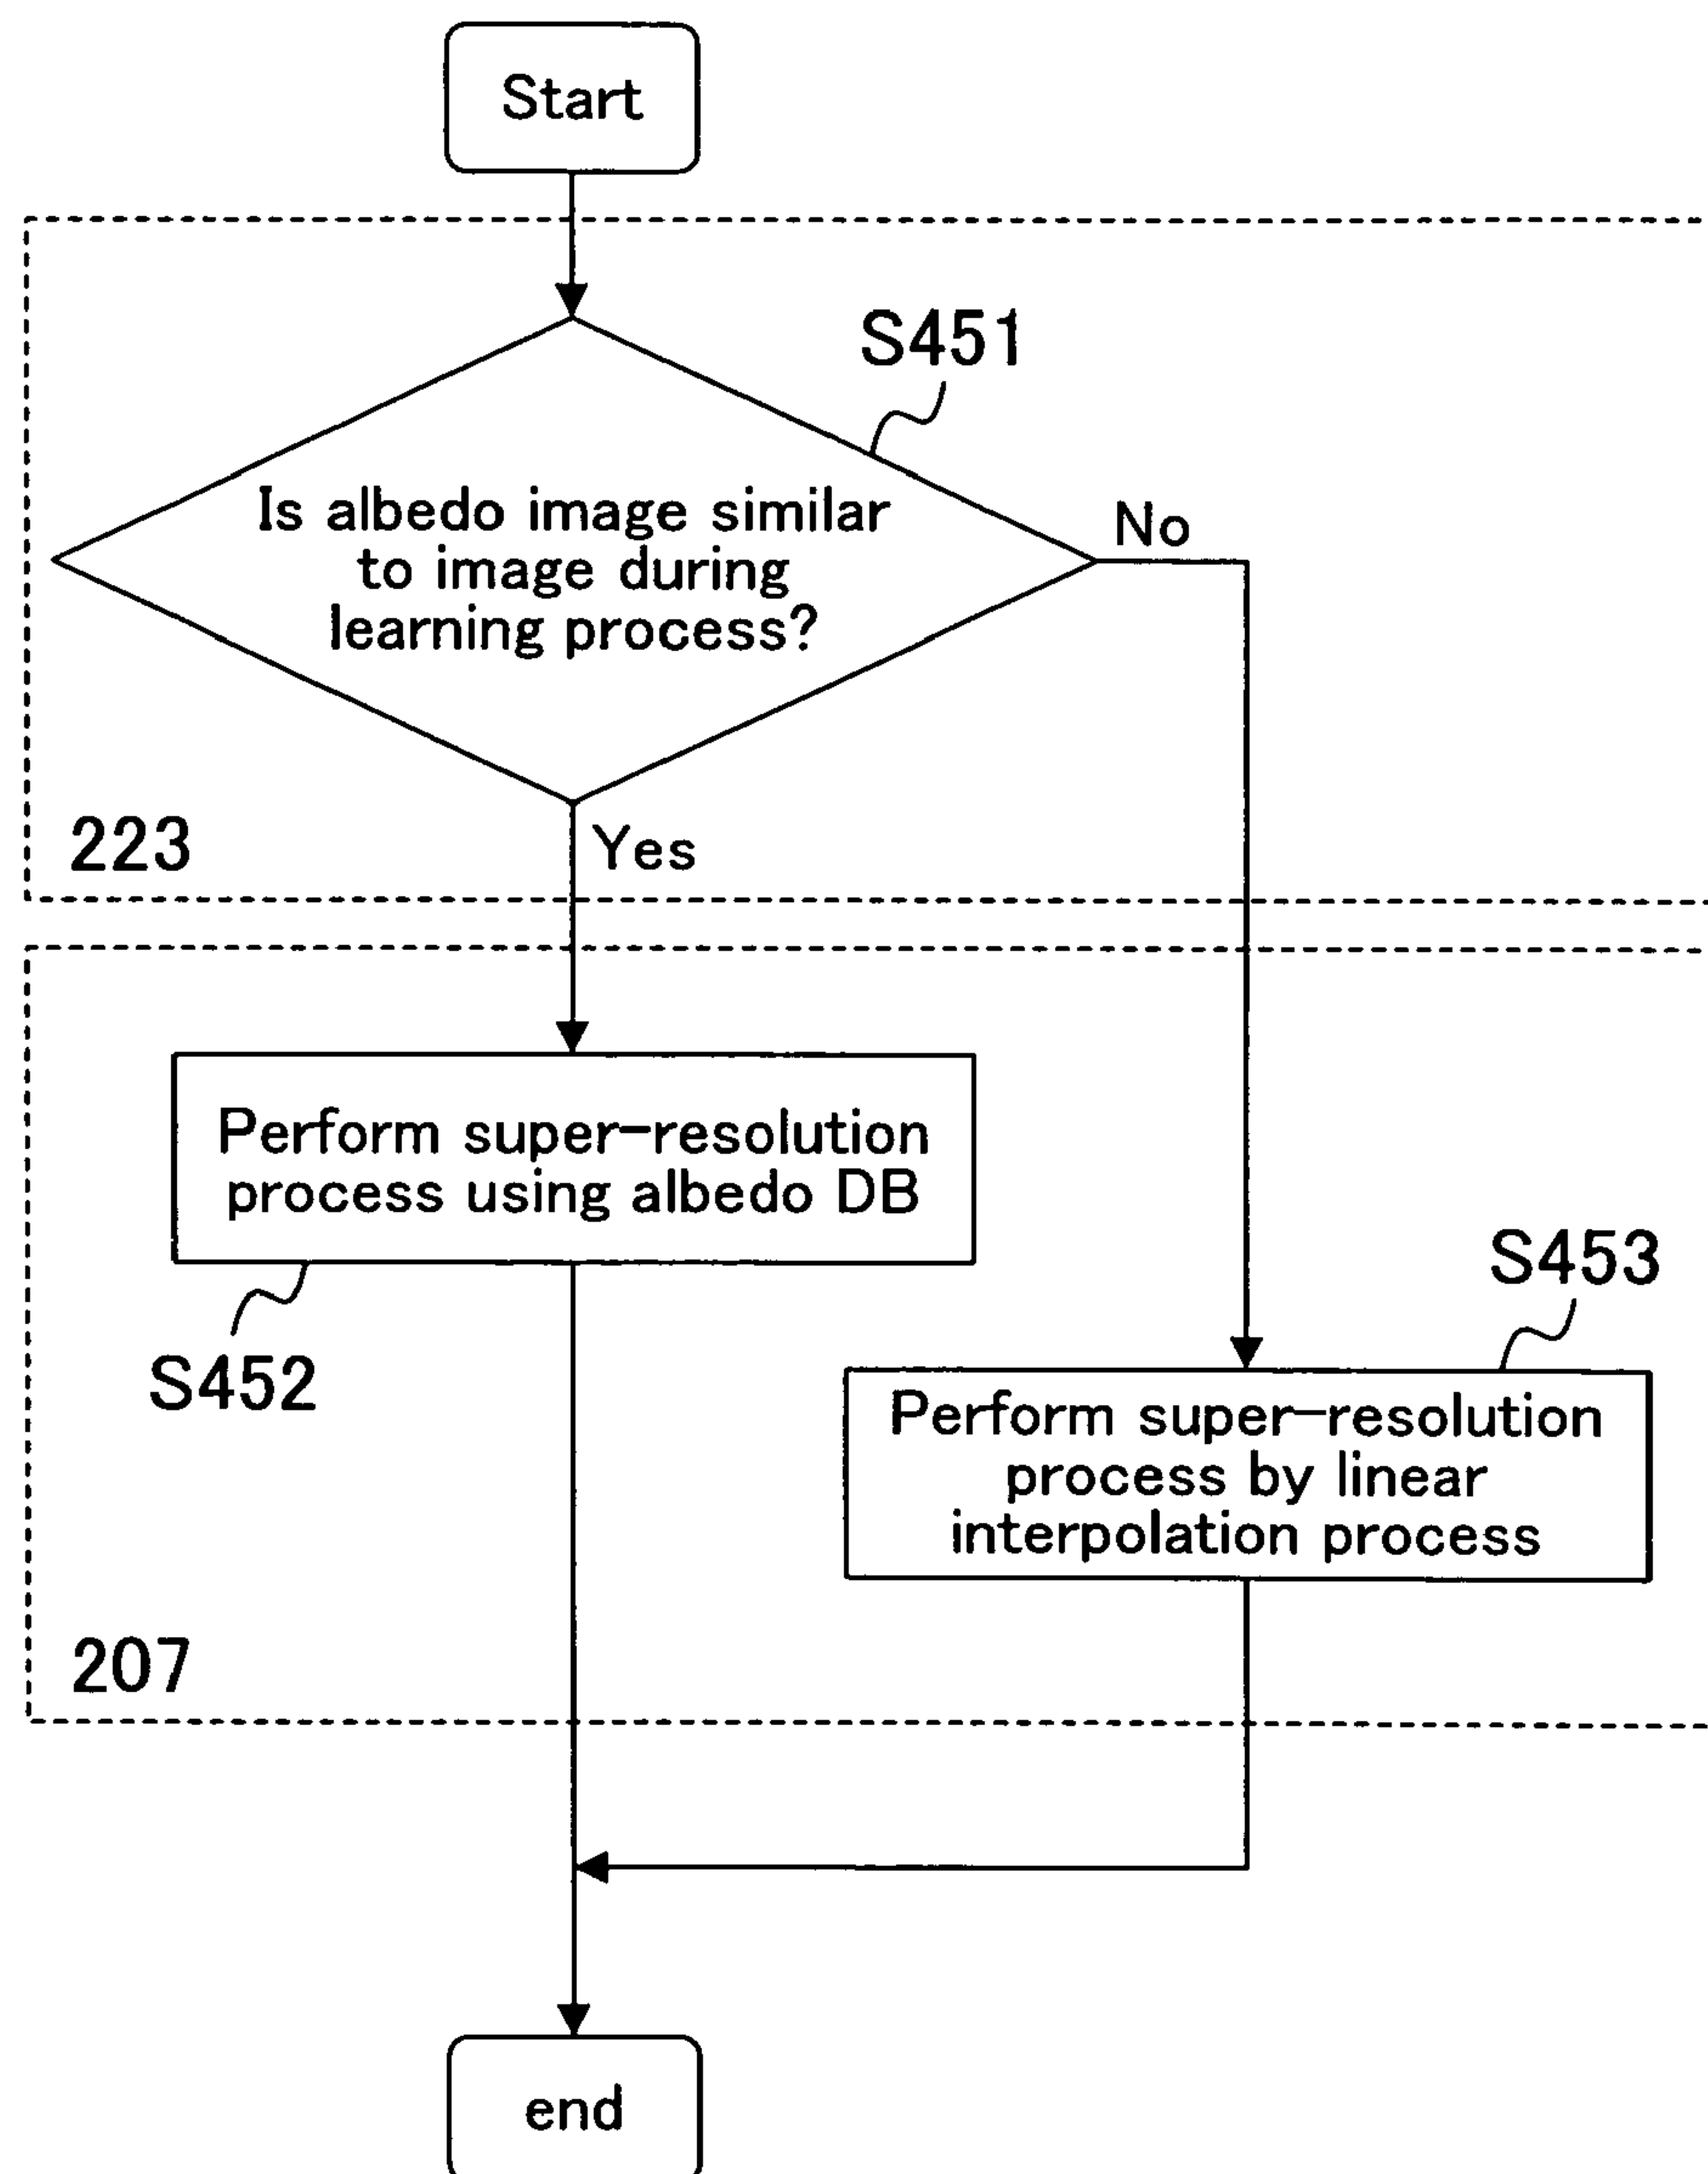 Start
S451
Is albedo image similar
to image during
learning process?
No
Yes
223
Perform super-resolution
process using albedo DB
S452
S453
Perform super-resolution
process by linear
interpolation process
207
end